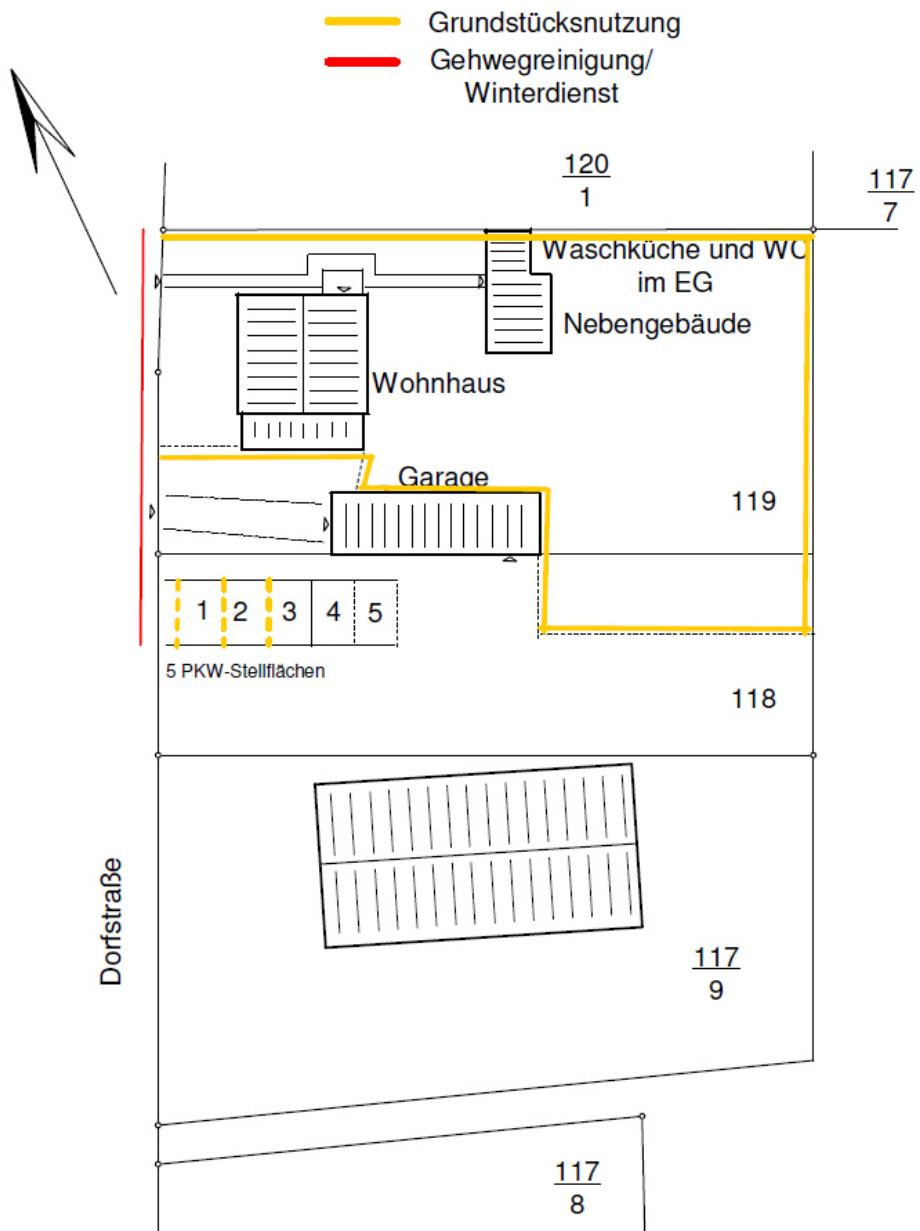 Grundstücksnutzung
Gehwegreinigung/
Winterdienst
120
1
117
7
Waschküche und WC
im EG
Nebengebäude
Wohnhaus
Garage
119
1
2
3
4
5
5 PKW-Stellflächen
118
Dorfstraße
117
9
117
8